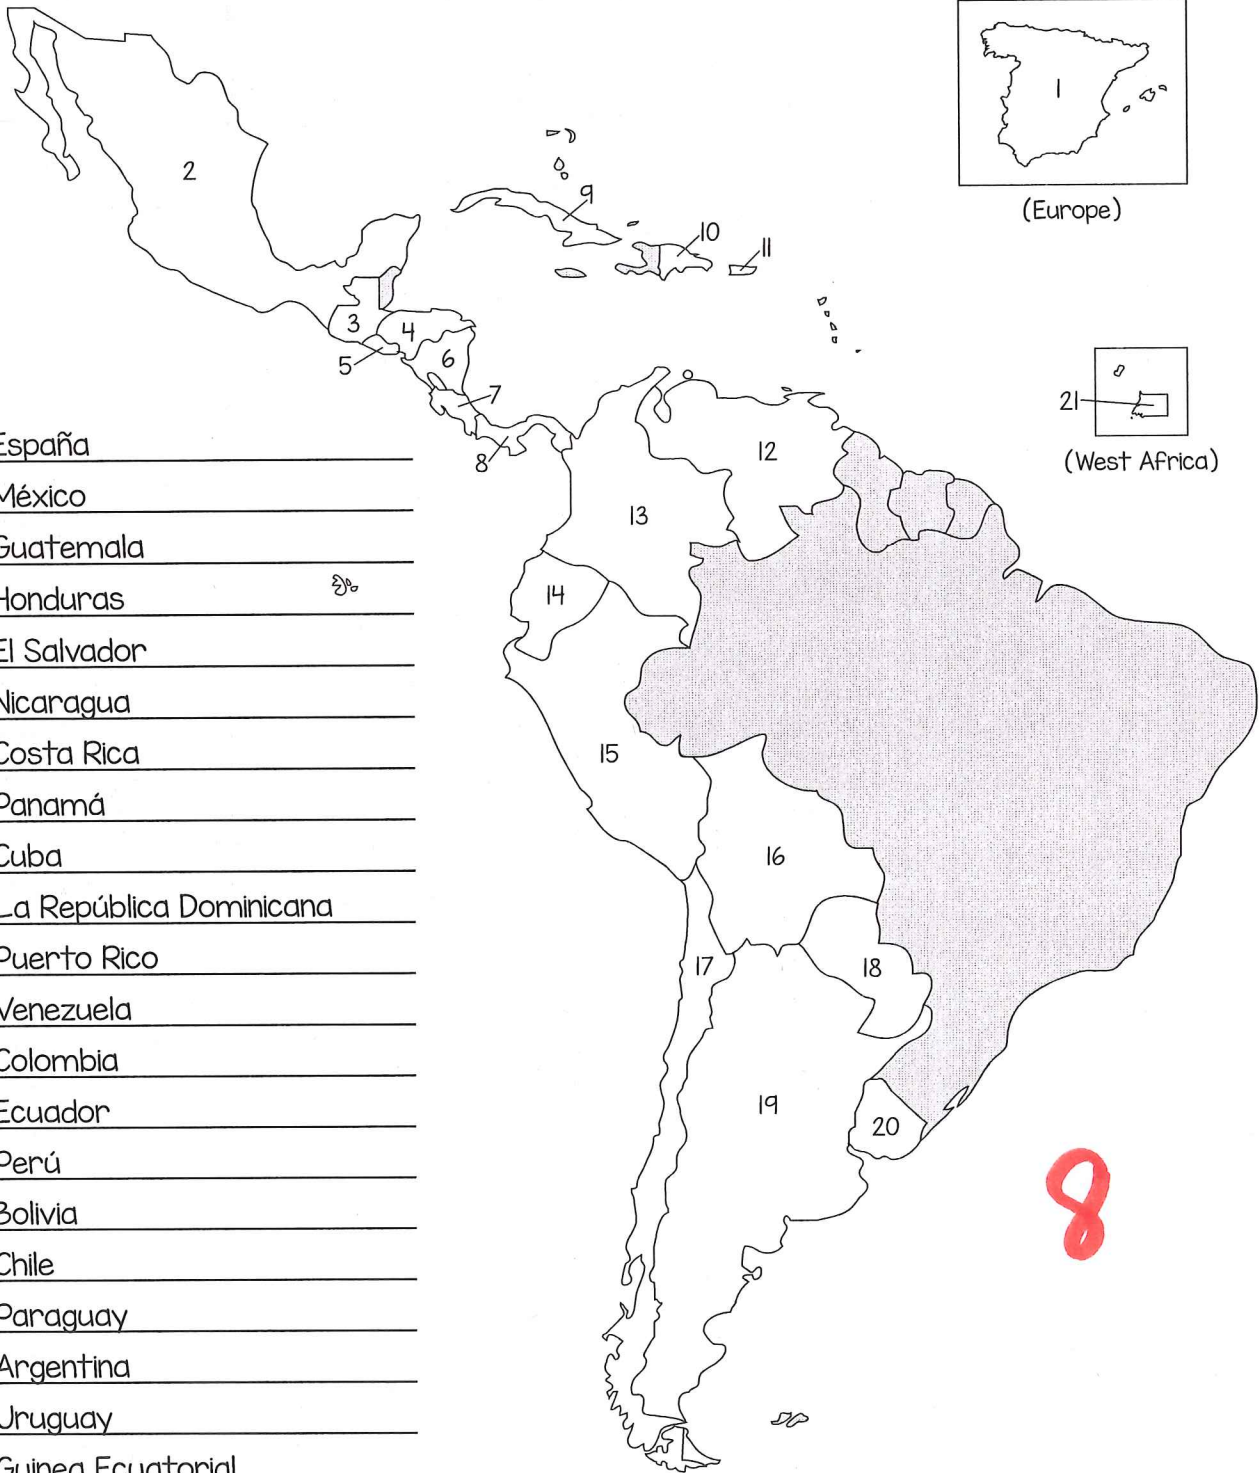 1
(Europe)
2
9
10
11
3
4
5
6
7
8
21
(West Africa)
12
13
14
15
16
17
18
19
20
8
España
México
Guatemala
Honduras
El Salvador
Nicaragua
Costa Rica
Panamá
Cuba
La República Dominicana
Puerto Rico
Venezuela
Colombia
Ecuador
Perú
Bolivia
Chile
Paraguay
Argentina
Uruguay
Guinea Ecuatorial